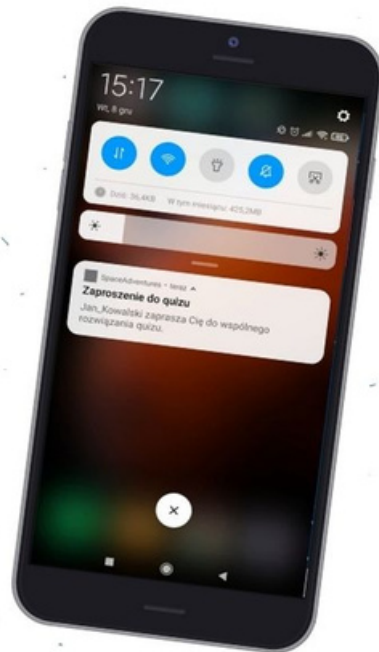 15:17
Wt, 8 gru
Dziś: 36,4KB W tym miesiącu: 425,2MB
SpaceAdventures • teraz
Zaproszenie do quizu
Jan_Kowalski zaprasza Cię do wspólnego
rozwiązania quizu.